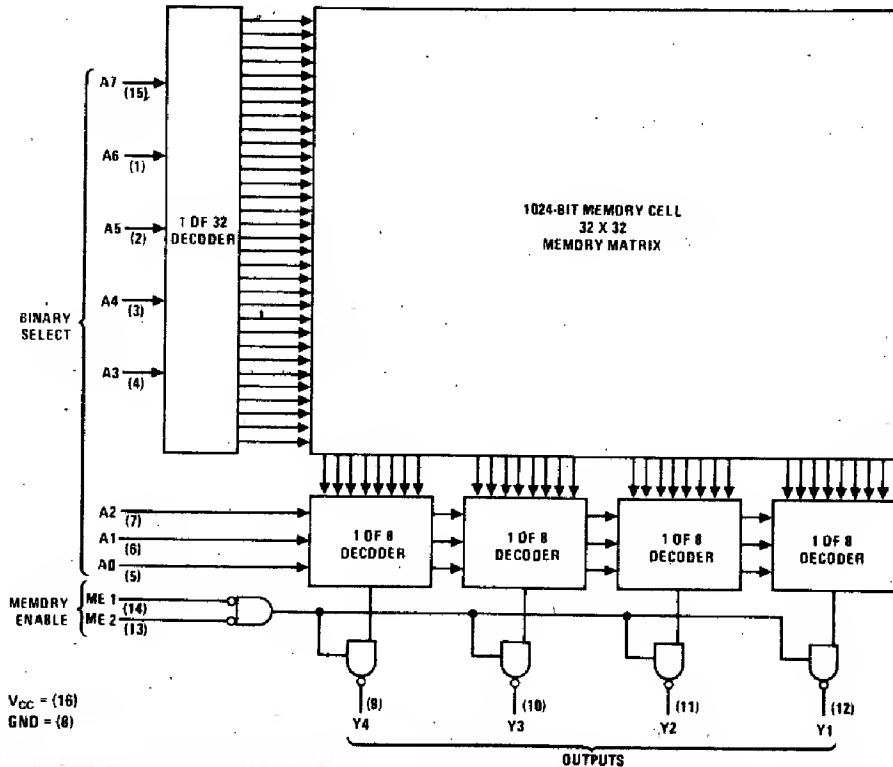 A7
(15)
A6
(1)
A5
(2)
A4
(3)
A3
(4)
BINARY
SELECT
1 OF 32
DECODER
1024-BIT MEMORY CELL
32 X 32
MEMORY MATRIX
A2
(7)
A1
(6)
A0
(5)
1 OF 8
DECODER
1 OF 8
DECODER
1 OF 8
DECODER
1 OF 8
DECODER
MEMORY
ENABLE
ME 1
(14)
ME 2
(13)
VCC = (16)
GND = (8)
(9)
Y4
(10)
Y3
(11)
Y2
(12)
Y1
OUTPUTS